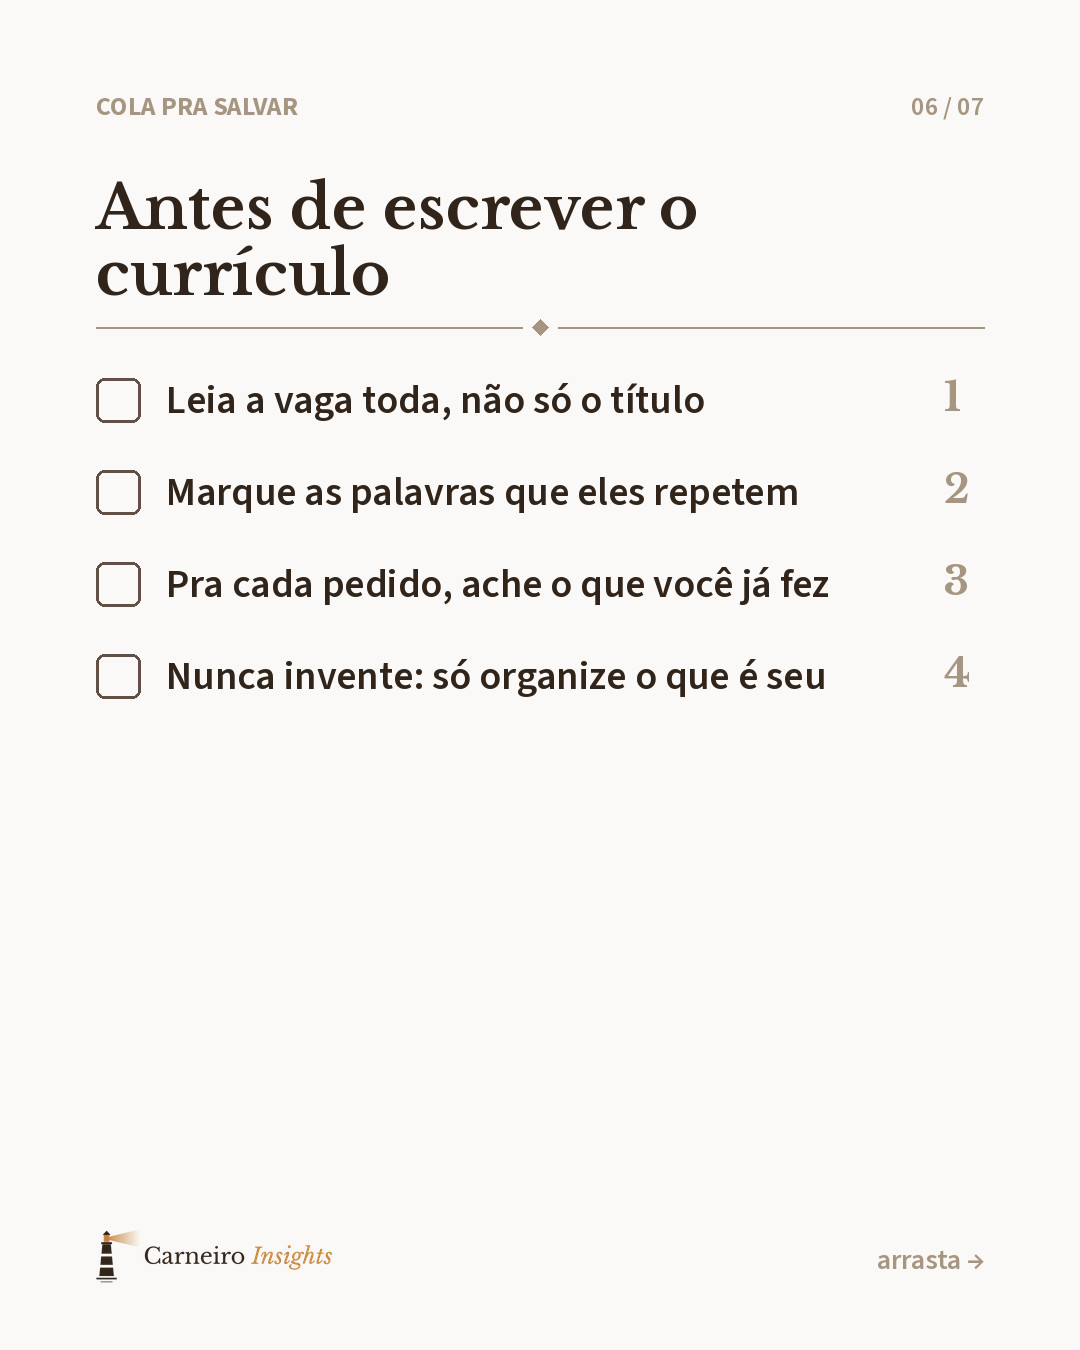 COLA PRA SALVAR
06 / 07
Antes de escrever o
currículo
Leia a vaga toda, não só o título 1
Marque as palavras que eles repetem 2
Pra cada pedido, ache o que você já fez 3
Nunca invente: só organize o que é seu 4
Carneiro Insights
arrasta →